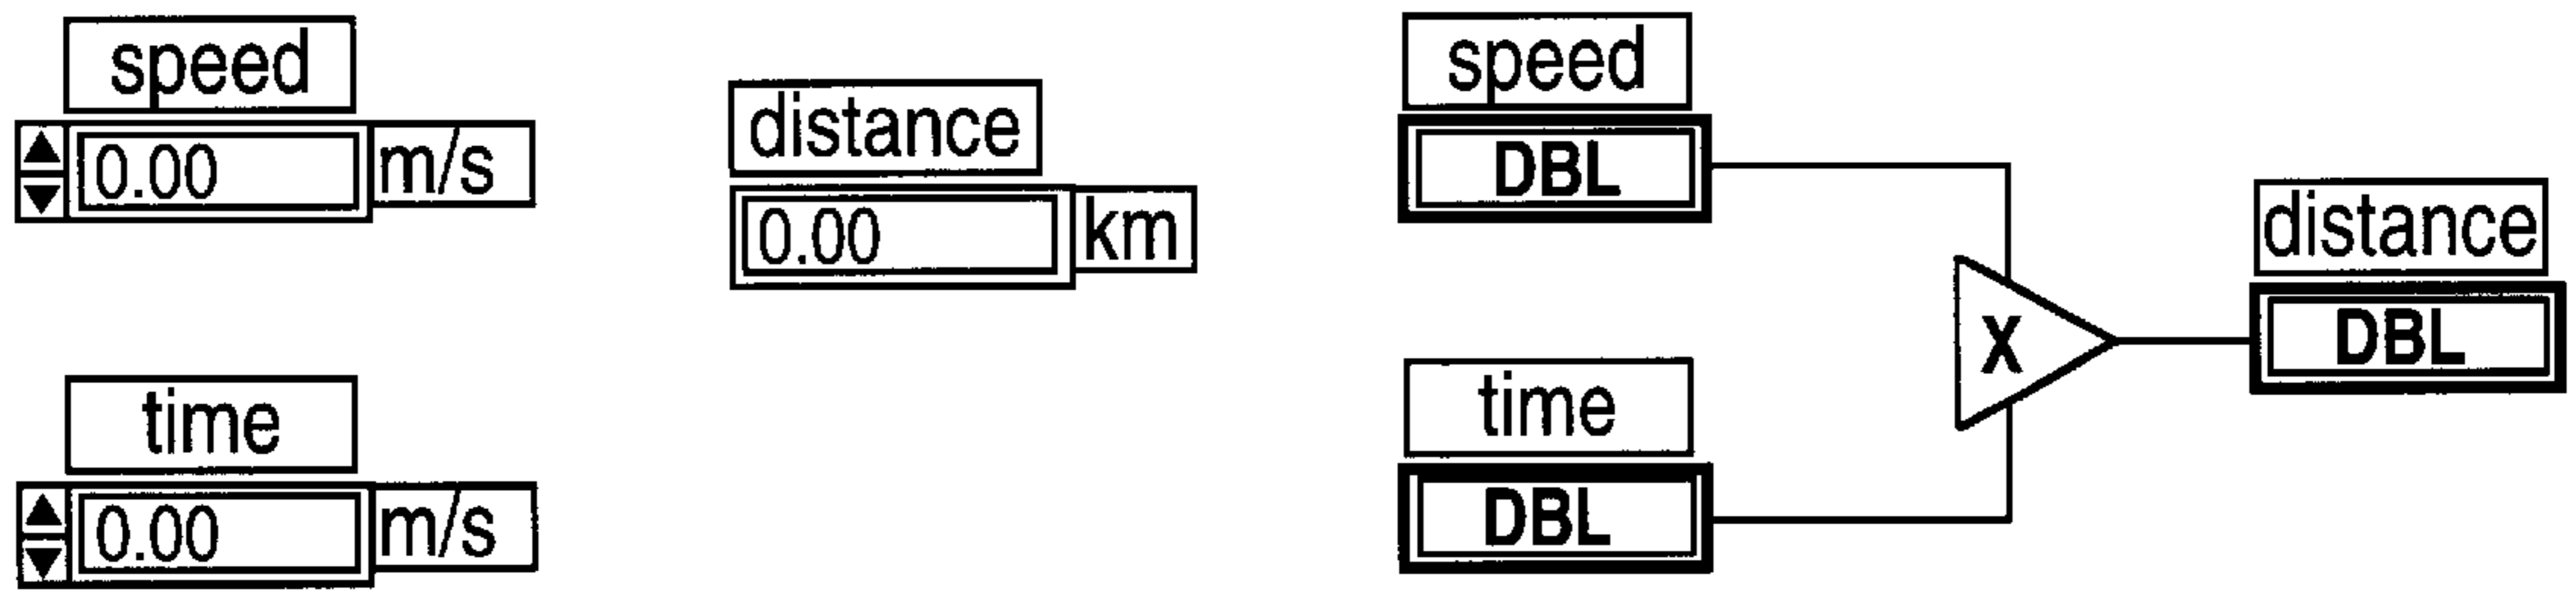 speed
0.00 m/s
time
0.00 m/s
distance
0.00 km
speed
DBL
time
DBL
X
distance
DBL